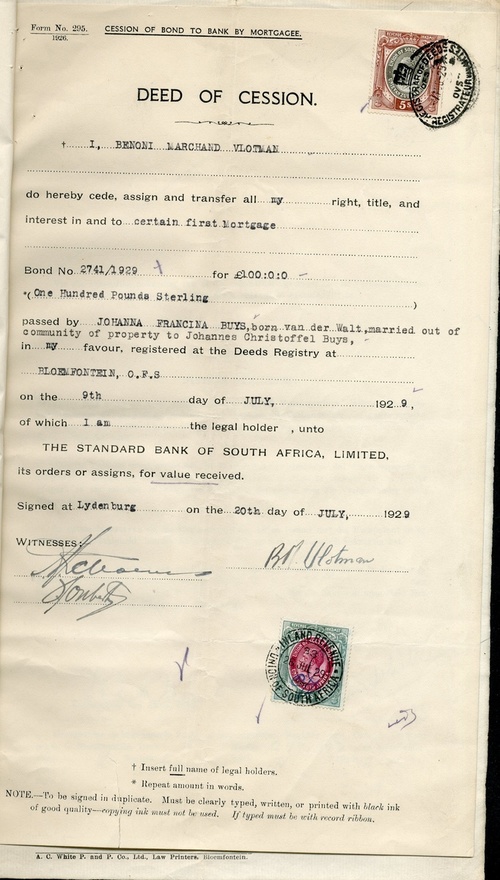 Form No. 295.
1926.
CESSION OF BOND TO BANK BY MORTGAGEE.
DEED OF CESSION.
† I, BENONI MARCHAND VLOTMAN
do hereby cede, assign and transfer all my right, title, and
interest in and to certain first Mortgage
Bond No. 2741/1929 for £100:0:0
*(One Hundred Pounds Sterling)
passed by JOHANNA FRANCINA BUYS, born van der Walt, married out of
community of property to Johannes Christoffel Buys,
in my favour, registered at the Deeds Registry at
BLOEMFONTEIN, O.F.S
on the 9th day of JULY, 1929,
of which I am the legal holder , unto
THE STANDARD BANK OF SOUTH AFRICA, LIMITED,
its orders or assigns, for value received.
Signed at Lydenburg on the 20th day of JULY, 1929
WITNESSES:
B M Vlotman
INLAND REVENUE
OF SOUTH AFRICA
† Insert full name of legal holders.
* Repeat amount in words.
NOTE.—To be signed in duplicate. Must be clearly typed, written, or printed with black ink
of good quality—copying ink must not be used. If typed must be with record ribbon.
A. C. White P. and P. Co., Ltd., Law Printers, Bloemfontein.